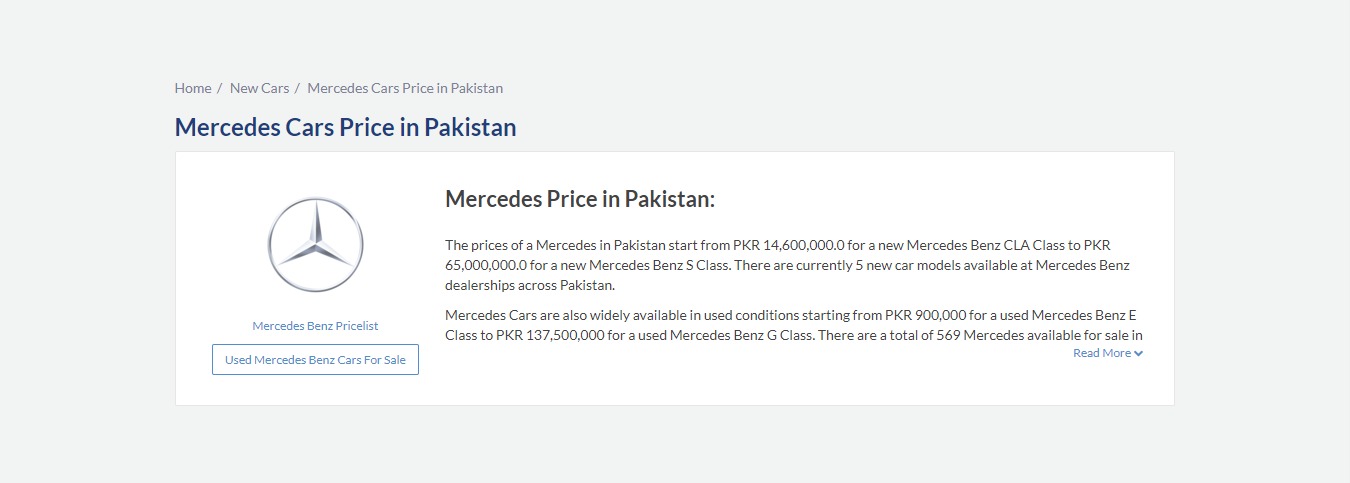 Home / New Cars / Mercedes Cars Price in Pakistan
Mercedes Cars Price in Pakistan
Mercedes Benz Pricelist
Used Mercedes Benz Cars For Sale
Mercedes Price in Pakistan:
The prices of a Mercedes in Pakistan start from PKR 14,600,000.0 for a new Mercedes Benz CLA Class to PKR
65,000,000.0 for a new Mercedes Benz S Class. There are currently 5 new car models available at Mercedes Benz
dealerships across Pakistan.
Mercedes Cars are also widely available in used conditions starting from PKR 900,000 for a used Mercedes Benz E
Class to PKR 137,500,000 for a used Mercedes Benz G Class. There are a total of 569 Mercedes available for sale in
Read More